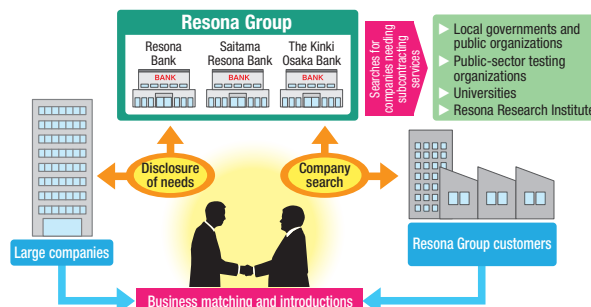 Resona Group
Resona
Bank
Saitama
Resona Bank
The Kinki
Osaka Bank
BANK
BANK
BANK
Searches for
companies needing
subcontracting
services
Local governments and
public organizations
Public-sector testing
organizations
Universities
Resona Research Institute
Disclosure
of needs
Company
search
Large companies
Resona Group customers
Business matching and introductions